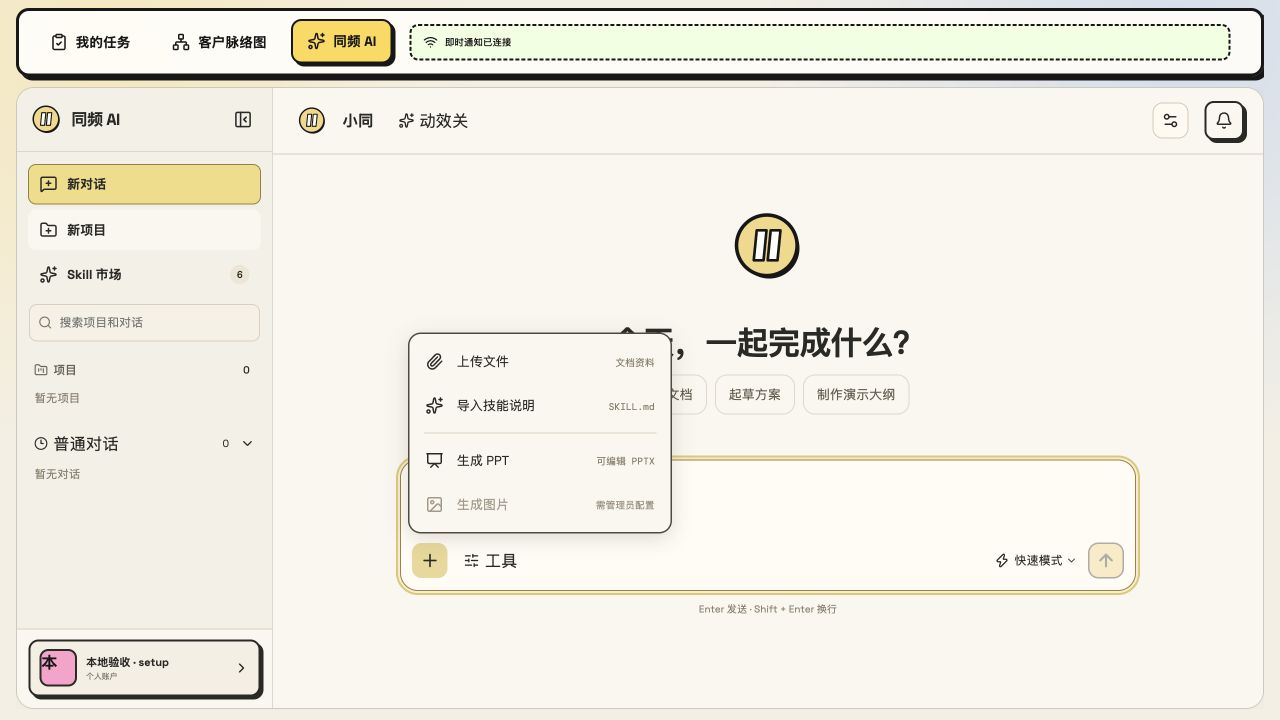 我的任务
客户脉络图
同频 AI
即时通知已连接
同频 AI
新对话
新项目
Skill 市场
6
搜索项目和对话
项目
0
暂无项目
普通对话
0
暂无对话
本
本地验收 · setup
个人账户
小同
动效关
，一起完成什么?
文档
起草方案
制作演示大纲
上传文件
文档资料
导入技能说明
SKILL.md
生成 PPT
可编辑 PPTX
生成图片
需管理员配置
工具
快速模式
Enter 发送 · Shift + Enter 换行